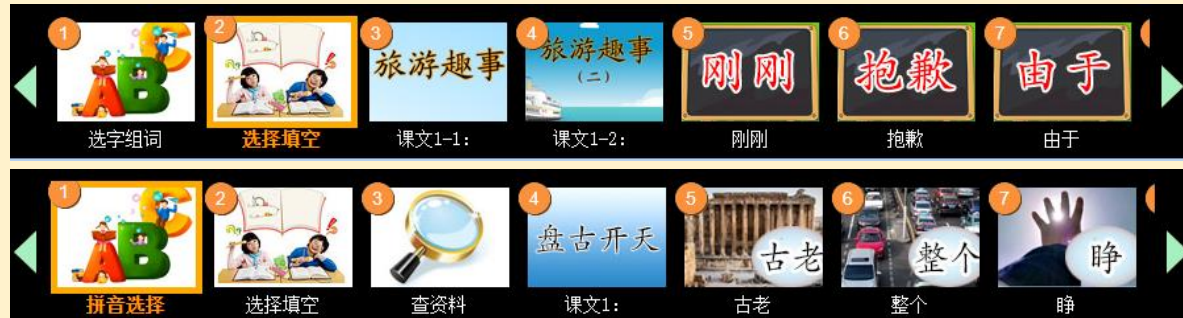 1 2 3 4 5 6 7
旅游趣事
旅游趣事
（二）
刚刚
抱歉
由于
选字组词 选择填空 课文1-1: 课文1-2: 刚刚 抱歉 由于
1 2 3 4 5 6 7
盘古开天
古老
整个
睁
拼音选择 选择填空 查资料 课文1: 古老 整个 睁